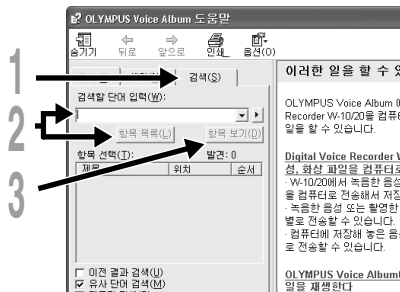 OLYMPUS Voice Album 도움말
숨기기 뒤로 앞으로 인쇄 옵션(O)
1
검색(S)
검색할 단어 입력(W):
2
항목 목록(L) 항목 보기(D)
항목 선택(T): 발견: 0
제목 위치 순서
3
이전 결과 검색(U)
유사 단어 검색(M)
이러한 일을 할 수 있
OLYMPUS Voice Album
Recorder W-10/20을 컴퓨
일을 할 수 있습니다.
Digital Voice Recorder W
성, 화상 파일을 컴퓨터로
· W-10/20에서 녹음한 음성
을 컴퓨터로 전송해서 저장
· 녹음한 음성 또는 촬영한
별로 전송할 수 있습니다.
· 컴퓨터에 저장해 놓은 음성
로 전송할 수 있습니다.
OLYMPUS Voice Album
일을 재생한다